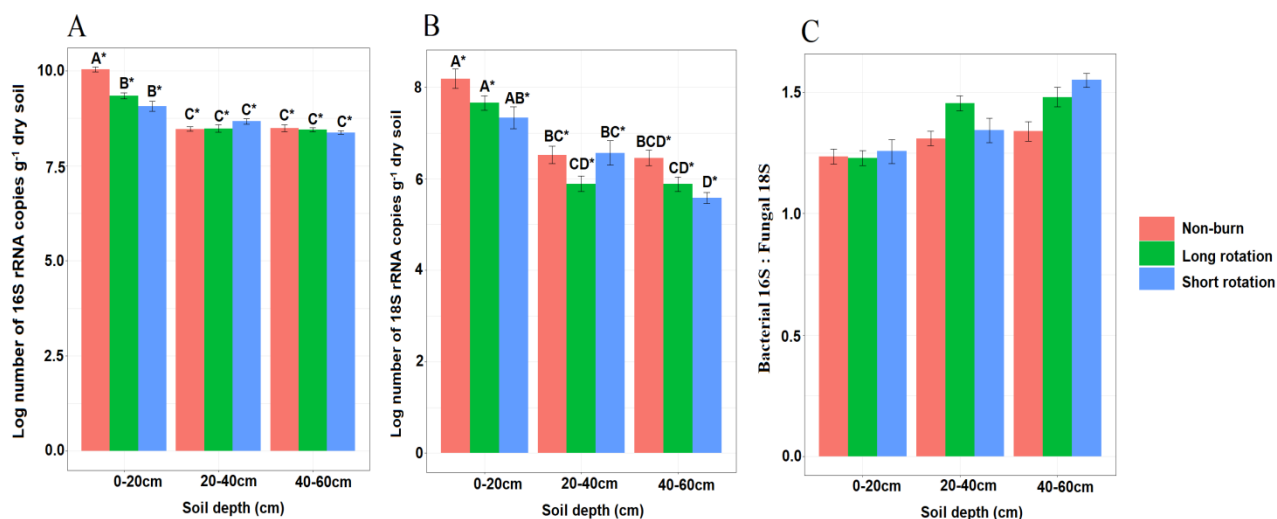 A
Log number of 16S rRNA copies g⁻¹ dry soil
10.0
7.5
5.0
2.5
0.0
A*
B*
B*
C*
C*
C*
C*
C*
C*
0-20cm
20-40cm
40-60cm
Soil depth (cm)
B
Log number of 18S rRNA copies g⁻¹ dry soil
8
6
4
2
0
A*
A*
AB*
BC*
CD*
BC*
BCD*
CD*
D*
0-20cm
20-40cm
40-60cm
Soil depth (cm)
C
Bacterial 16S : Fungal 18S
1.5
1.0
0.5
0.0
0-20cm
20-40cm
40-60cm
Soil depth (cm)
Non-burn
Long rotation
Short rotation